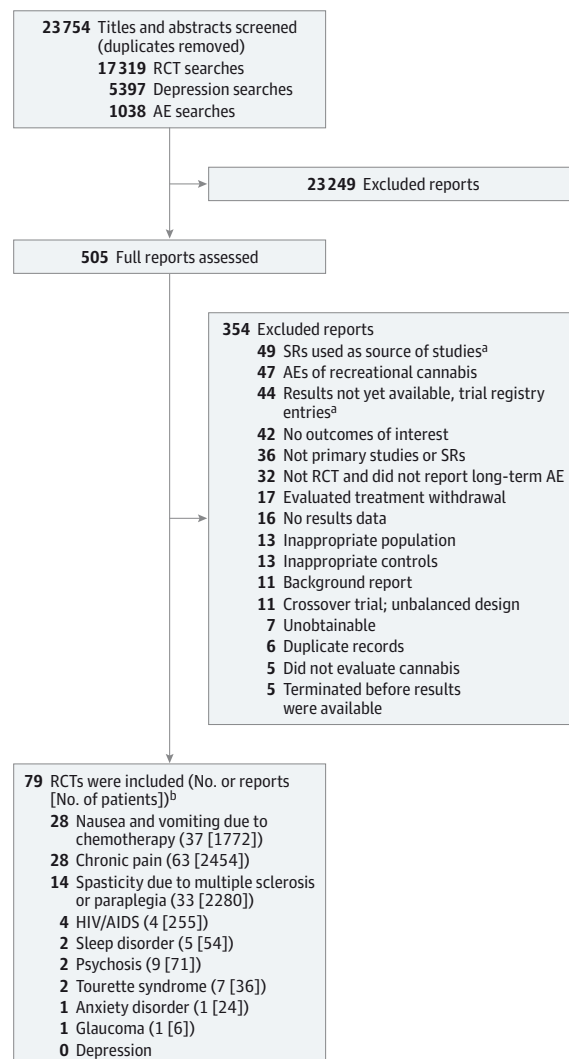 23 754 Titles and abstracts screened
(duplicates removed)
17 319 RCT searches
5397 Depression searches
1038 AE searches
23 249 Excluded reports
505 Full reports assessed
354 Excluded reports
49 SRs used as source of studiesa
47 AEs of recreational cannabis
44 Results not yet available, trial registry
entriesa
42 No outcomes of interest
36 Not primary studies or SRs
32 Not RCT and did not report long-term AE
17 Evaluated treatment withdrawal
16 No results data
13 Inappropriate population
13 Inappropriate controls
11 Background report
11 Crossover trial; unbalanced design
7 Unobtainable
6 Duplicate records
5 Did not evaluate cannabis
5 Terminated before results
were available
79 RCTs were included (No. or reports
[No. of patients])b
28 Nausea and vomiting due to
chemotherapy (37 [1772])
28 Chronic pain (63 [2454])
14 Spasticity due to multiple sclerosis
or paraplegia (33 [2280])
4 HIV/AIDS (4 [255])
2 Sleep disorder (5 [54])
2 Psychosis (9 [71])
2 Tourette syndrome (7 [36])
1 Anxiety disorder (1 [24])
1 Glaucoma (1 [6])
0 Depression